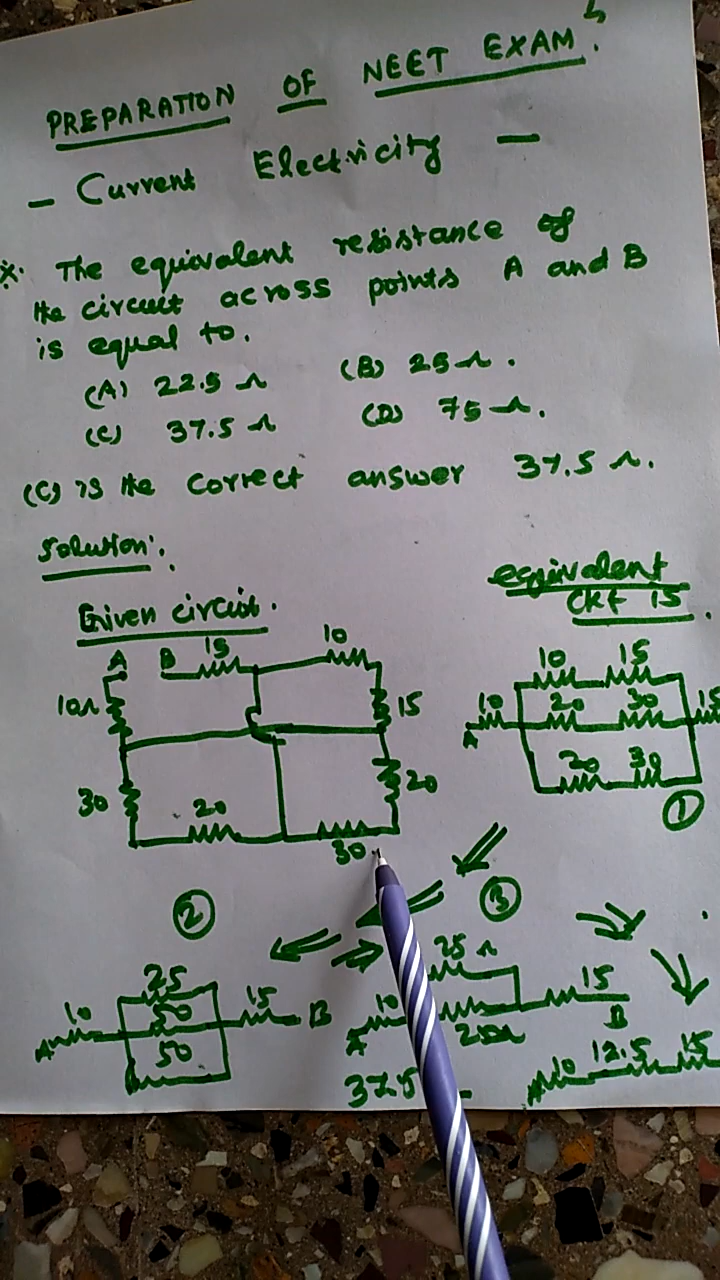 PREPARATION OF NEET EXAM.
- Current Electricity -
※. The equivalent resistance of
the circuit across points A and B
is equal to.
(A) 22.5 Ω (B) 25 Ω.
(C) 37.5 Ω (D) 75 Ω.
(C) is the correct answer 37.5 Ω.
Solution:.
equivalent
Ckt is.
Given circuit.
A B 15 10
10Ω 15
30 20 20
30
10 15
10 20 30 15
A
20 30
1
2
3
25
10 50 15 B
A
50
25 Ω
10 15
A 25Ω B
37.5
A 10 12.5 15